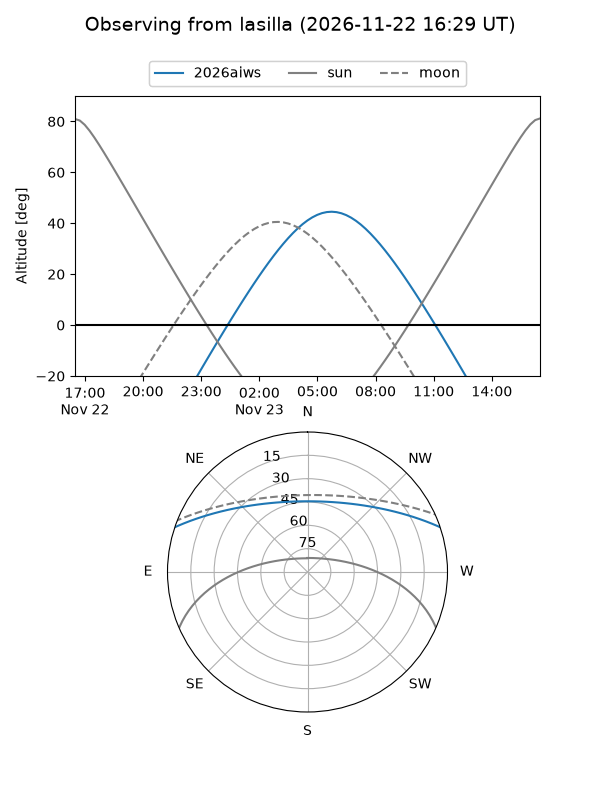 Observing from lasilla (2026-11-22 16:29 UT)
2026aiws sun moon
Altitude [deg]
80
60
40
20
0
−20
17:00 20:00 23:00 02:00 05:00 08:00 11:00 14:00
Nov 22 Nov 23
N
NE NW
15
30
45
60
75
E W
SE SW
S